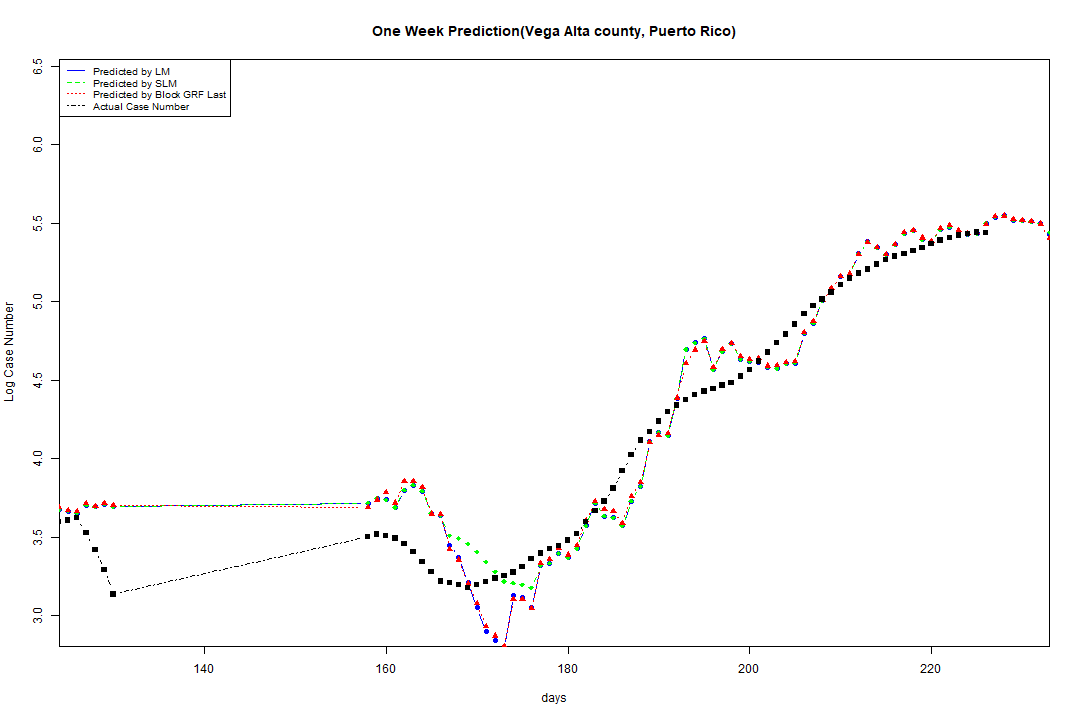 One Week Prediction(Vega Alta county, Puerto Rico)
Predicted by LM
Predicted by SLM
Predicted by Block GRF Last
Actual Case Number
6.5
6.0
5.5
5.0
4.5
4.0
3.5
3.0
Log Case Number
140 160 180 200 220
days